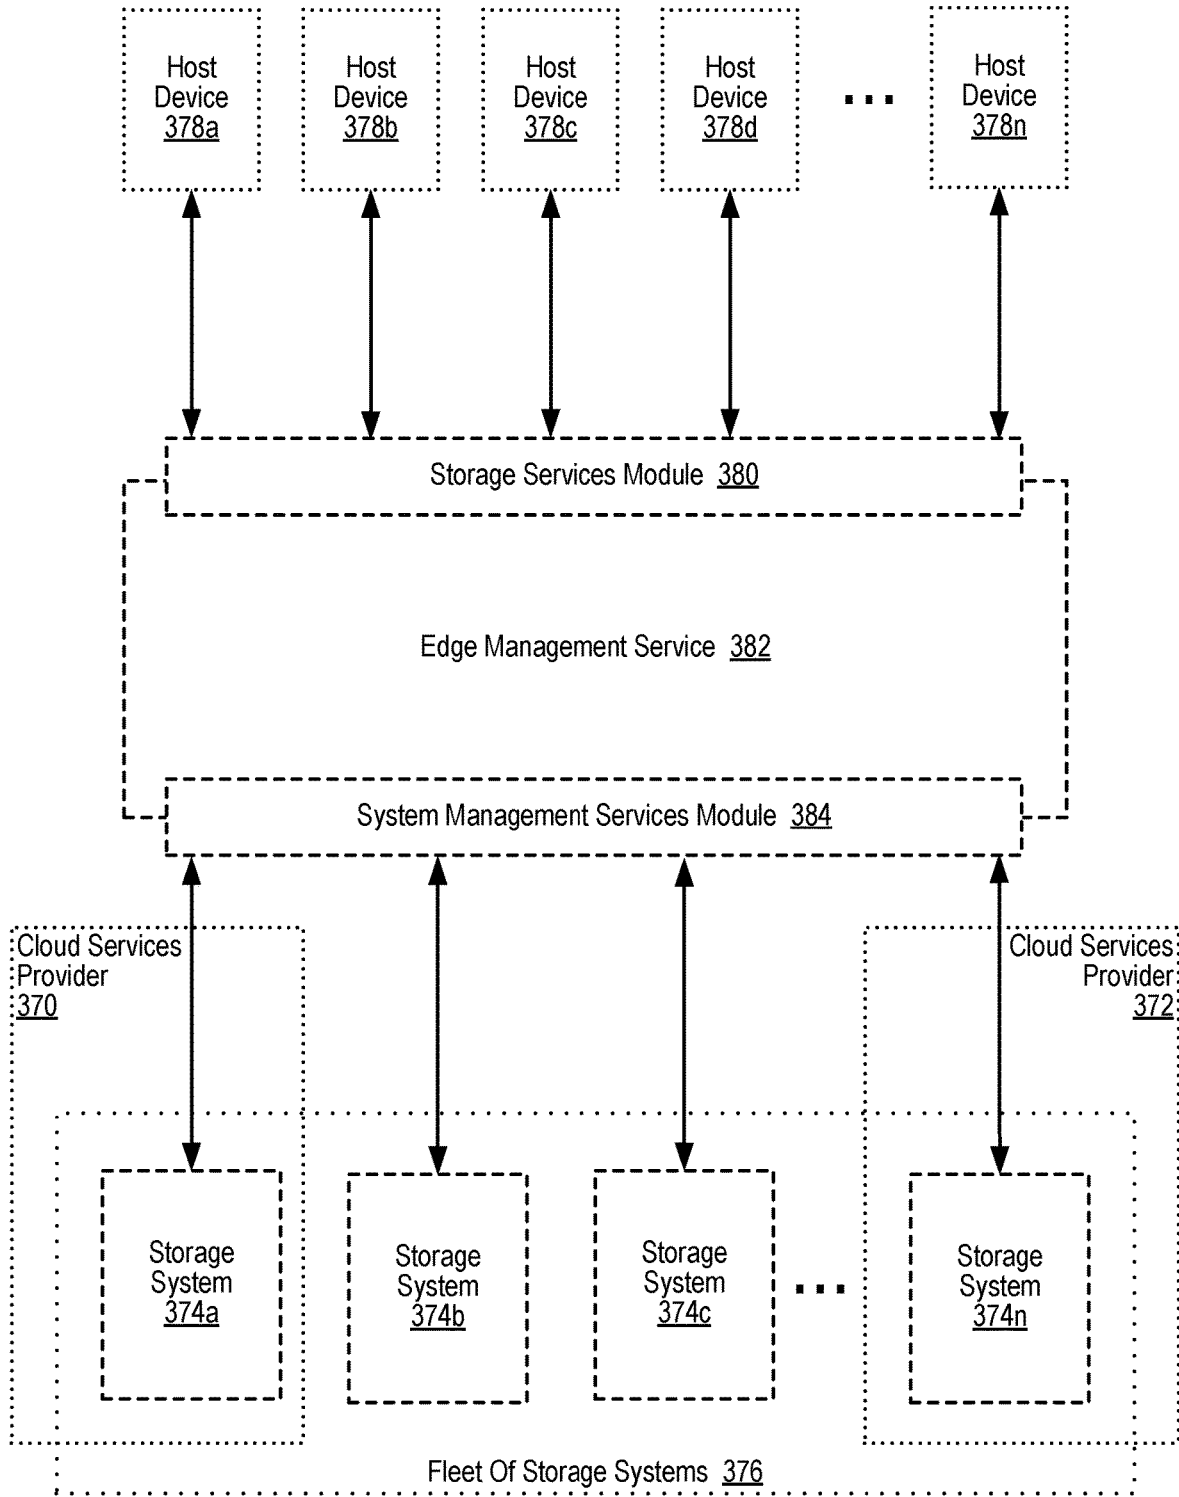 Host
Device
378a
Host
Device
378b
Host
Device
378c
Host
Device
378d
Host
Device
378n
Storage Services Module 380
Edge Management Service 382
System Management Services Module 384
Cloud Services
Provider
370
Cloud Services
Provider
372
Storage
System
374a
Storage
System
374b
Storage
System
374c
Storage
System
374n
Fleet Of Storage Systems 376